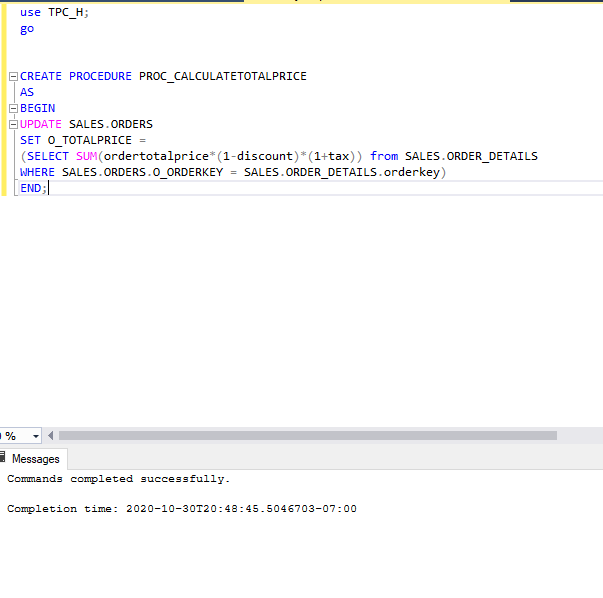 use TPC_H;
go
CREATE PROCEDURE PROC_CALCULATETOTALPRICE
AS
BEGIN
UPDATE SALES.ORDERS
SET O_TOTALPRICE =
(SELECT SUM(ordertotalprice*(1-discount)*(1+tax)) from SALES.ORDER_DETAILS
WHERE SALES.ORDERS.O_ORDERKEY = SALES.ORDER_DETAILS.orderkey)
END;
%
Messages
Commands completed successfully.
Completion time: 2020-10-30T20:48:45.5046703-07:00